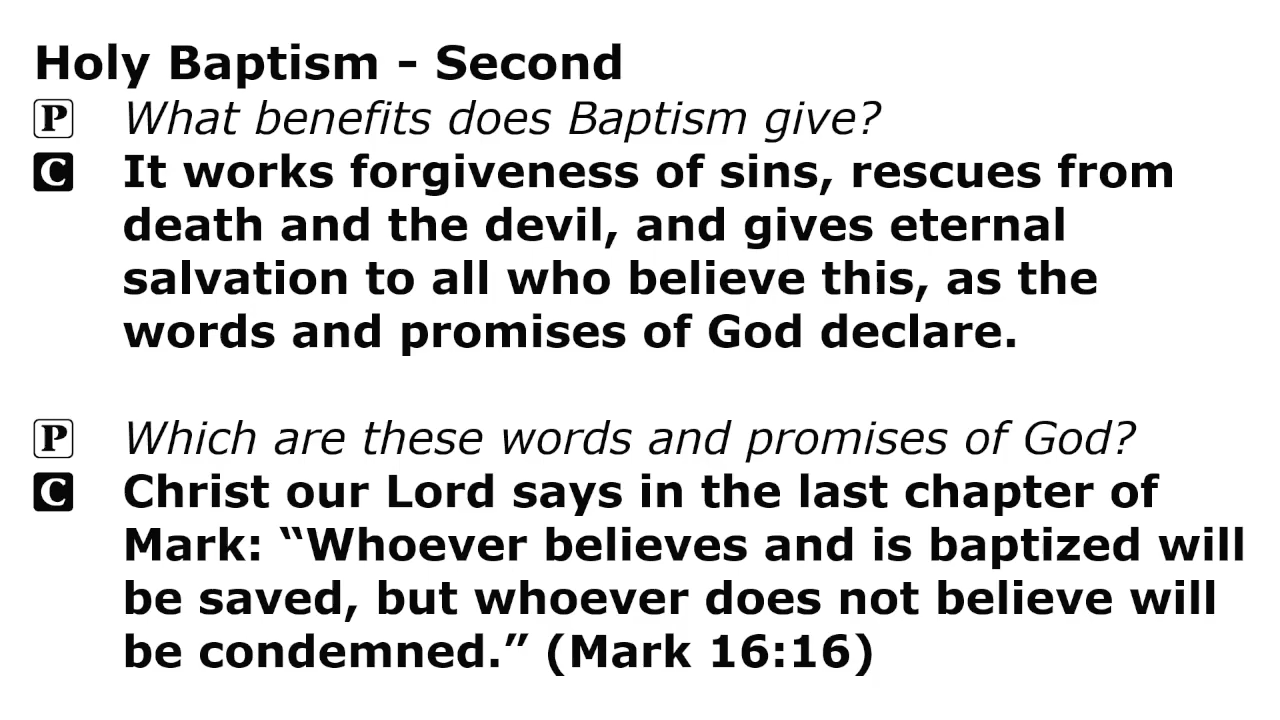 Holy Baptism - Second
P What benefits does Baptism give?
C It works forgiveness of sins, rescues from
death and the devil, and gives eternal
salvation to all who believe this, as the
words and promises of God declare.
P Which are these words and promises of God?
C Christ our Lord says in the last chapter of
Mark: “Whoever believes and is baptized will
be saved, but whoever does not believe will
be condemned.” (Mark 16:16)